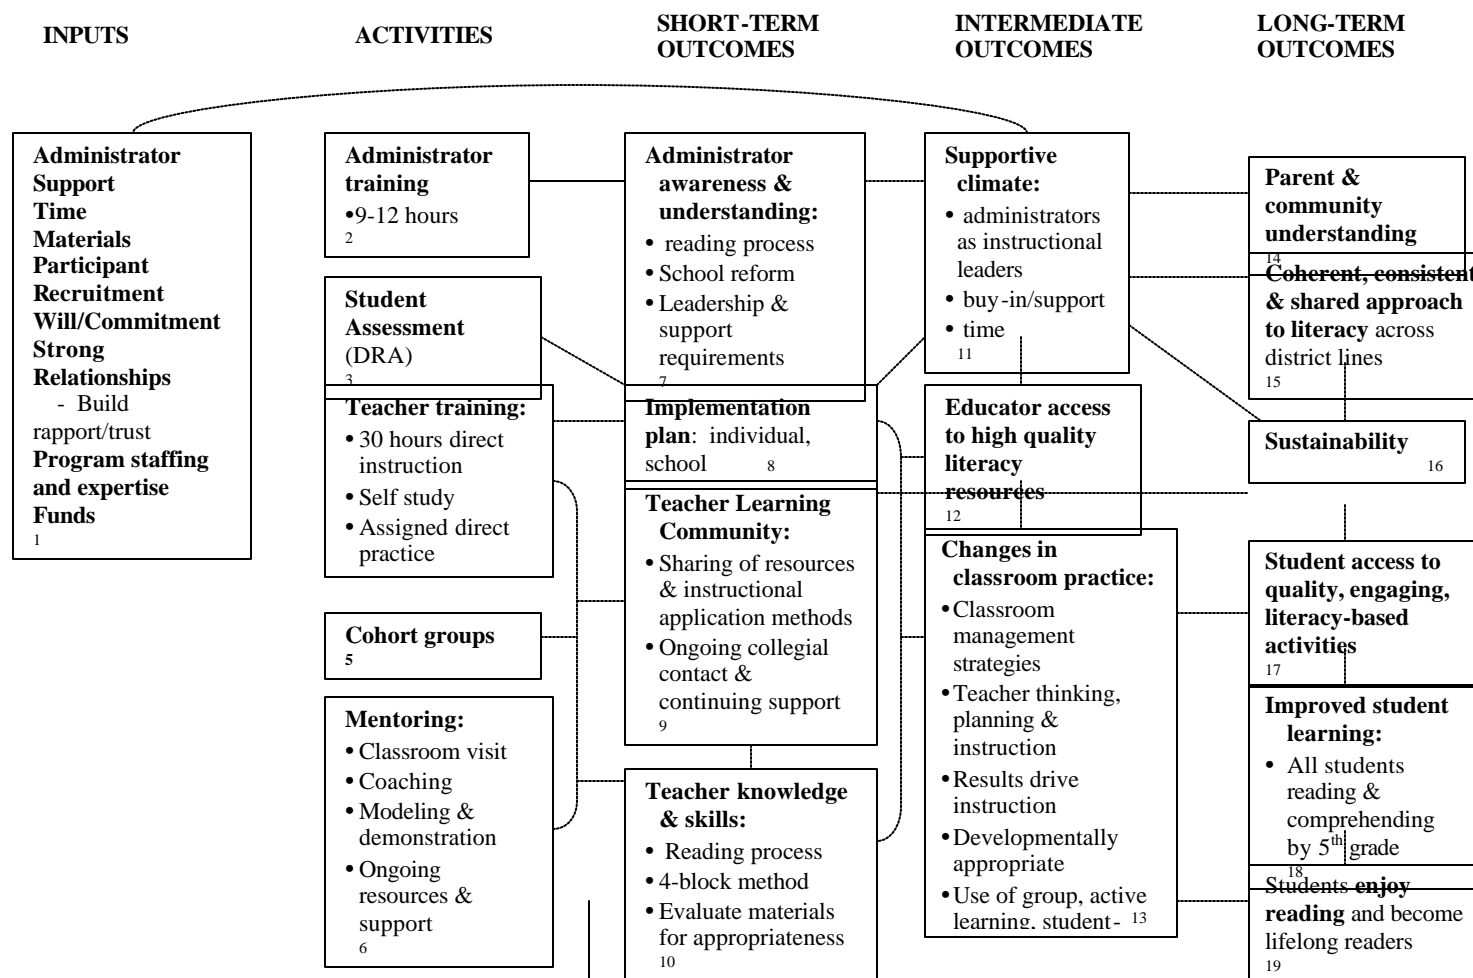 INPUTS
ACTIVITIES
SHORT-TERM
OUTCOMES
INTERMEDIATE
OUTCOMES
LONG-TERM
OUTCOMES
Administrator
Support
Time
Materials
Participant
Recruitment
Will/Commitment
Strong
Relationships
- Build
rapport/trust
Program staffing
and expertise
Funds
1
Administrator
training
•9-12 hours
2
Student
Assessment
(DRA)
3
Teacher training:
• 30 hours direct
instruction
• Self study
• Assigned direct
practice
Cohort groups
5
Mentoring:
• Classroom visit
• Coaching
• Modeling &
demonstration
• Ongoing
resources &
support
6
Administrator
awareness &
understanding:
• reading process
• School reform
• Leadership &
support
requirements
7
Implementation
plan: individual,
school 8
Teacher Learning
Community:
• Sharing of resources
& instructional
application methods
• Ongoing collegial
contact &
continuing support
9
Teacher knowledge
& skills:
• Reading process
• 4-block method
• Evaluate materials
for appropriateness
10
Supportive
climate:
• administrators
as instructional
leaders
• buy-in/support
• time
11
Educator access
to high quality
literacy
resources
12
Changes in
classroom practice:
• Classroom
management
strategies
• Teacher thinking,
planning &
instruction
• Results drive
instruction
• Developmentally
appropriate
• Use of group, active
learning, student- 13
Parent &
community
understanding
14
Coherent, consistent
& shared approach
to literacy across
district lines
15
Sustainability
16
Student access to
quality, engaging,
literacy-based
activities
17
Improved student
learning:
• All students
reading &
comprehending
by 5th grade
18
Students enjoy
reading and become
lifelong readers
19